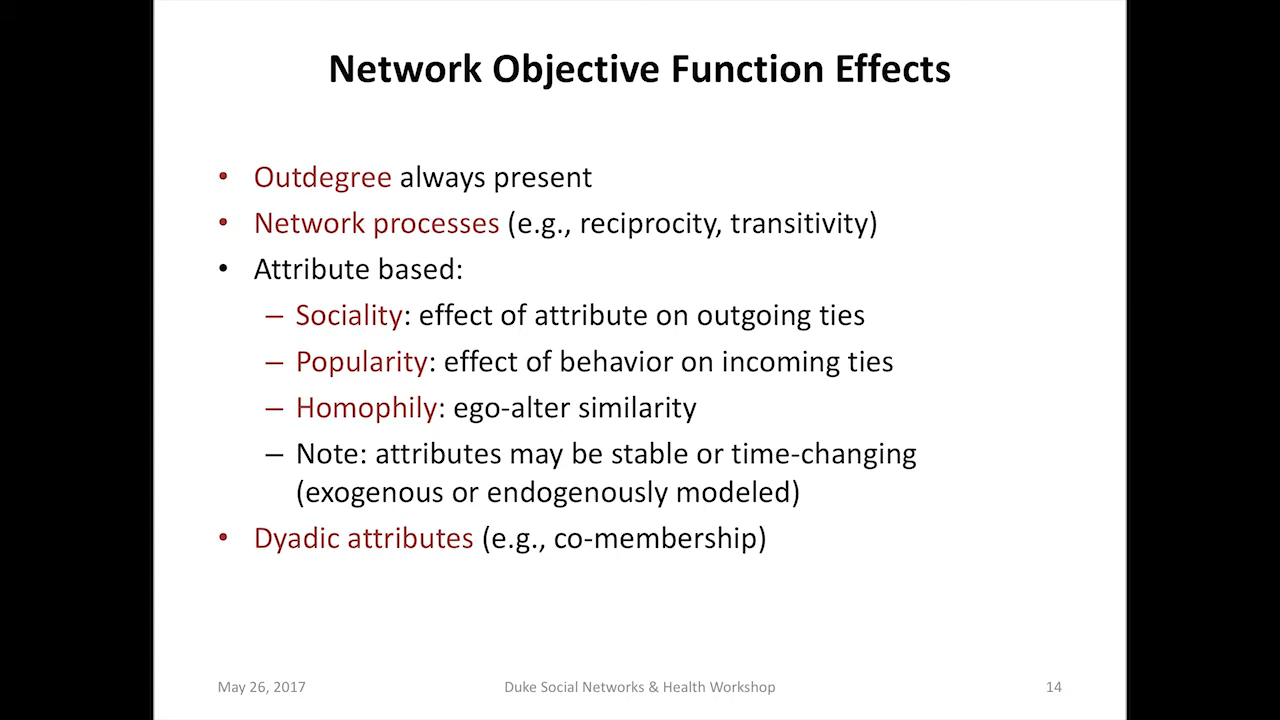 Network Objective Function Effects
• Outdegree always present
• Network processes (e.g., reciprocity, transitivity)
• Attribute based:
– Sociality: effect of attribute on outgoing ties
– Popularity: effect of behavior on incoming ties
– Homophily: ego-alter similarity
– Note: attributes may be stable or time-changing
(exogenous or endogenously modeled)
• Dyadic attributes (e.g., co-membership)
May 26, 2017
Duke Social Networks & Health Workshop
14